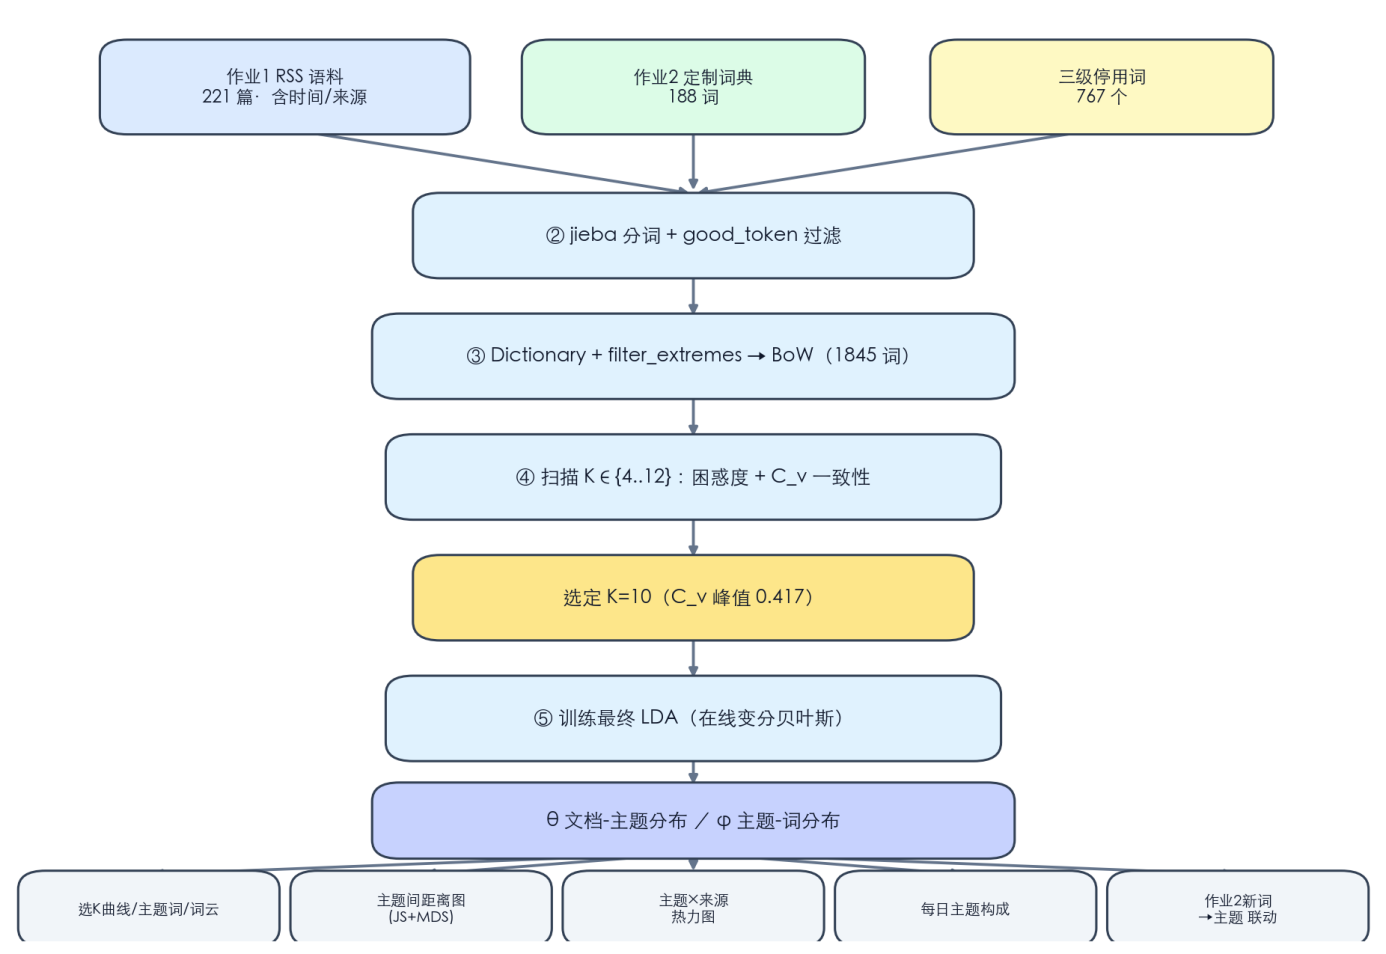 作业1 RSS 语料
221 篇· 含时间/来源
作业2 定制词典
188 词
三级停用词
767 个
② jieba 分词 + good_token 过滤
③ Dictionary + filter_extremes → BoW（1845 词）
④ 扫描 K ∈ {4..12}：困惑度 + C_v 一致性
选定 K=10（C_v 峰值 0.417）
⑤ 训练最终 LDA（在线变分贝叶斯）
θ 文档-主题分布 ／ φ 主题-词分布
选K曲线/主题词/词云
主题间距离图
(JS+MDS)
主题×来源
热力图
每日主题构成
作业2新词
→主题 联动